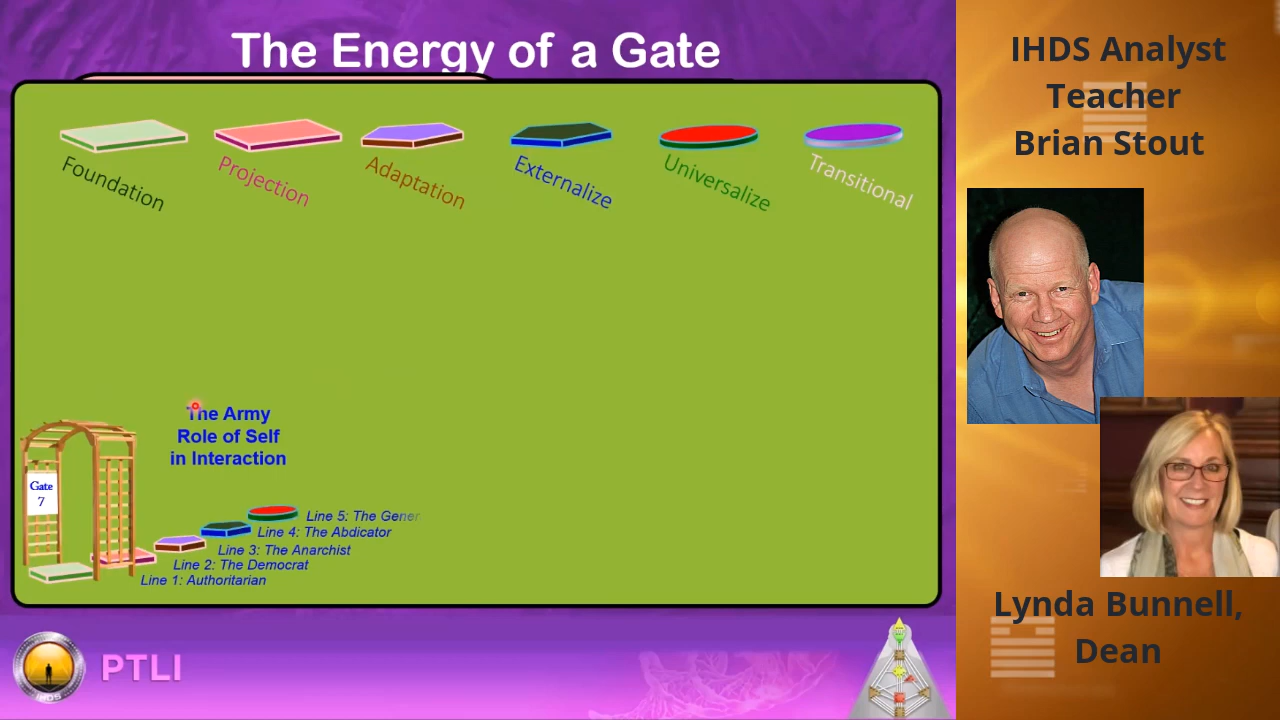 The Energy of a Gate
Foundation
Projection
Adaptation
Externalize
Universalize
Transitional
The Army
Role of Self
in Interaction
Gate
7
Line 5: The Gener
Line 4: The Abdicator
Line 3: The Anarchist
Line 2: The Democrat
Line 1: Authoritarian
IHDS
PTLI
IHDS Analyst
Teacher
Brian Stout
Lynda Bunnell,
Dean